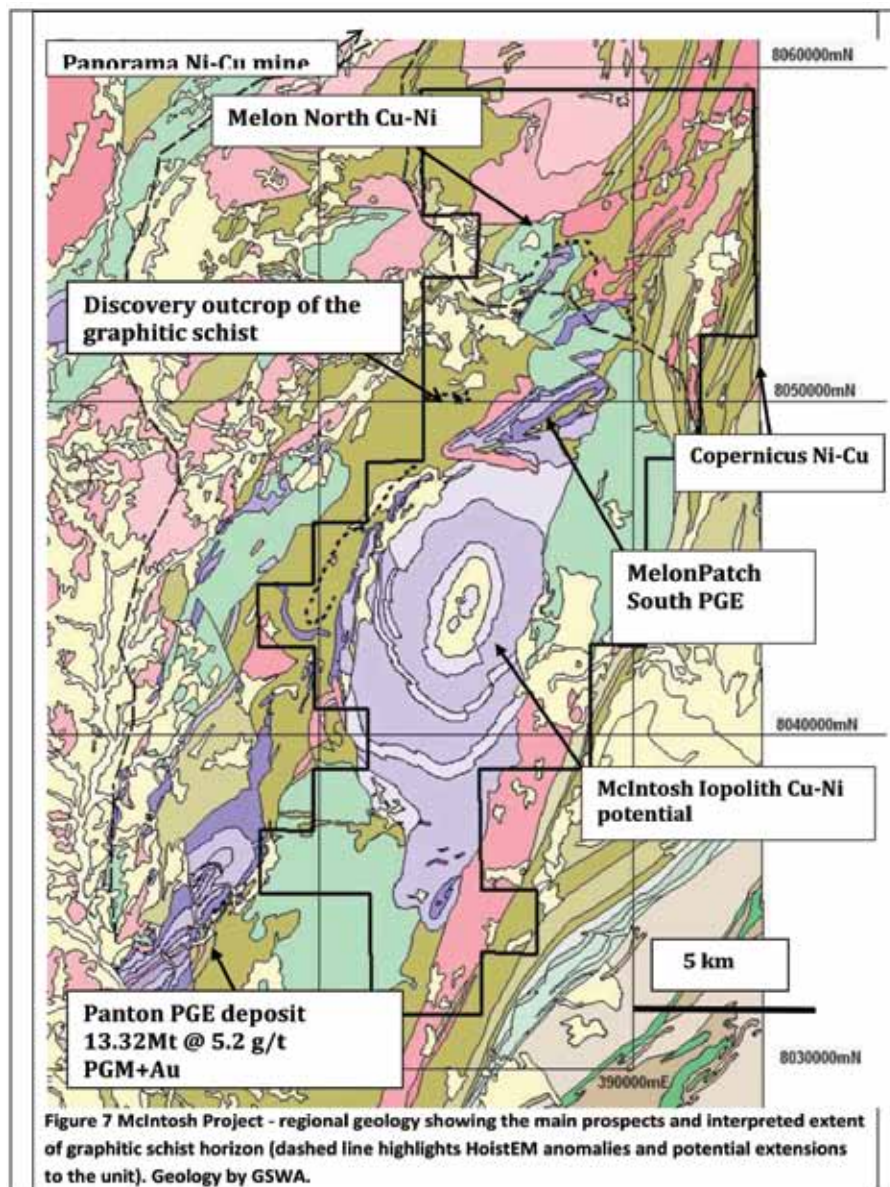 Panorama Ni-Cu mine
8060000mN
Melon North Cu-Ni
Discovery outcrop of the
graphitic schist
8050000mN
Copernicus Ni-Cu
MelonPatch
South PGE
8040000mN
McIntosh Iopolith Cu-Ni
potential
5 km
Panton PGE deposit
13.32Mt @ 5.2 g/t
PGM+Au
8030000mN
390000mE
Figure 7 McIntosh Project - regional geology showing the main prospects and interpreted extent
of graphitic schist horizon (dashed line highlights HoistEM anomalies and potential extensions
to the unit). Geology by GSWA.